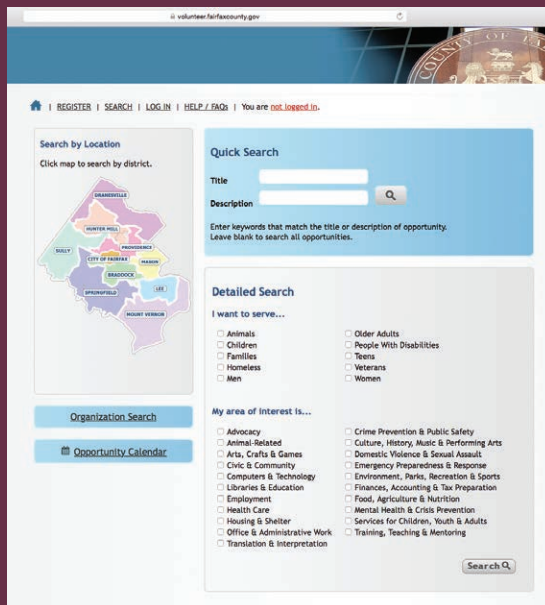 volunteer.fairfaxcounty.gov
COUNTY OF FAI
| REGISTER | SEARCH | LOG IN | HELP / FAQs | You are not logged in.
Search by Location
Click map to search by district.
DRANESVILLE
HUNTER MILL
PROVIDENCE
SULLY
CITY OF FAIRFAX
MASON
BRADDOCK
LEE
SPRINGFIELD
MOUNT VERNON
Organization Search
Opportunity Calendar
Quick Search
Title
Description
Enter keywords that match the title or description of opportunity.
Leave blank to search all opportunities.
Detailed Search
I want to serve...
Animals
Children
Families
Homeless
Men
Older Adults
People With Disabilities
Teens
Veterans
Women
My area of interest is...
Advocacy
Animal-Related
Arts, Crafts & Games
Civic & Community
Computers & Technology
Libraries & Education
Employment
Health Care
Housing & Shelter
Office & Administrative Work
Translation & Interpretation
Crime Prevention & Public Safety
Culture, History, Music & Performing Arts
Domestic Violence & Sexual Assault
Emergency Preparedness & Response
Environment, Parks, Recreation & Sports
Finances, Accounting & Tax Preparation
Food, Agriculture & Nutrition
Mental Health & Crisis Prevention
Services for Children, Youth & Adults
Training, Teaching & Mentoring
Search